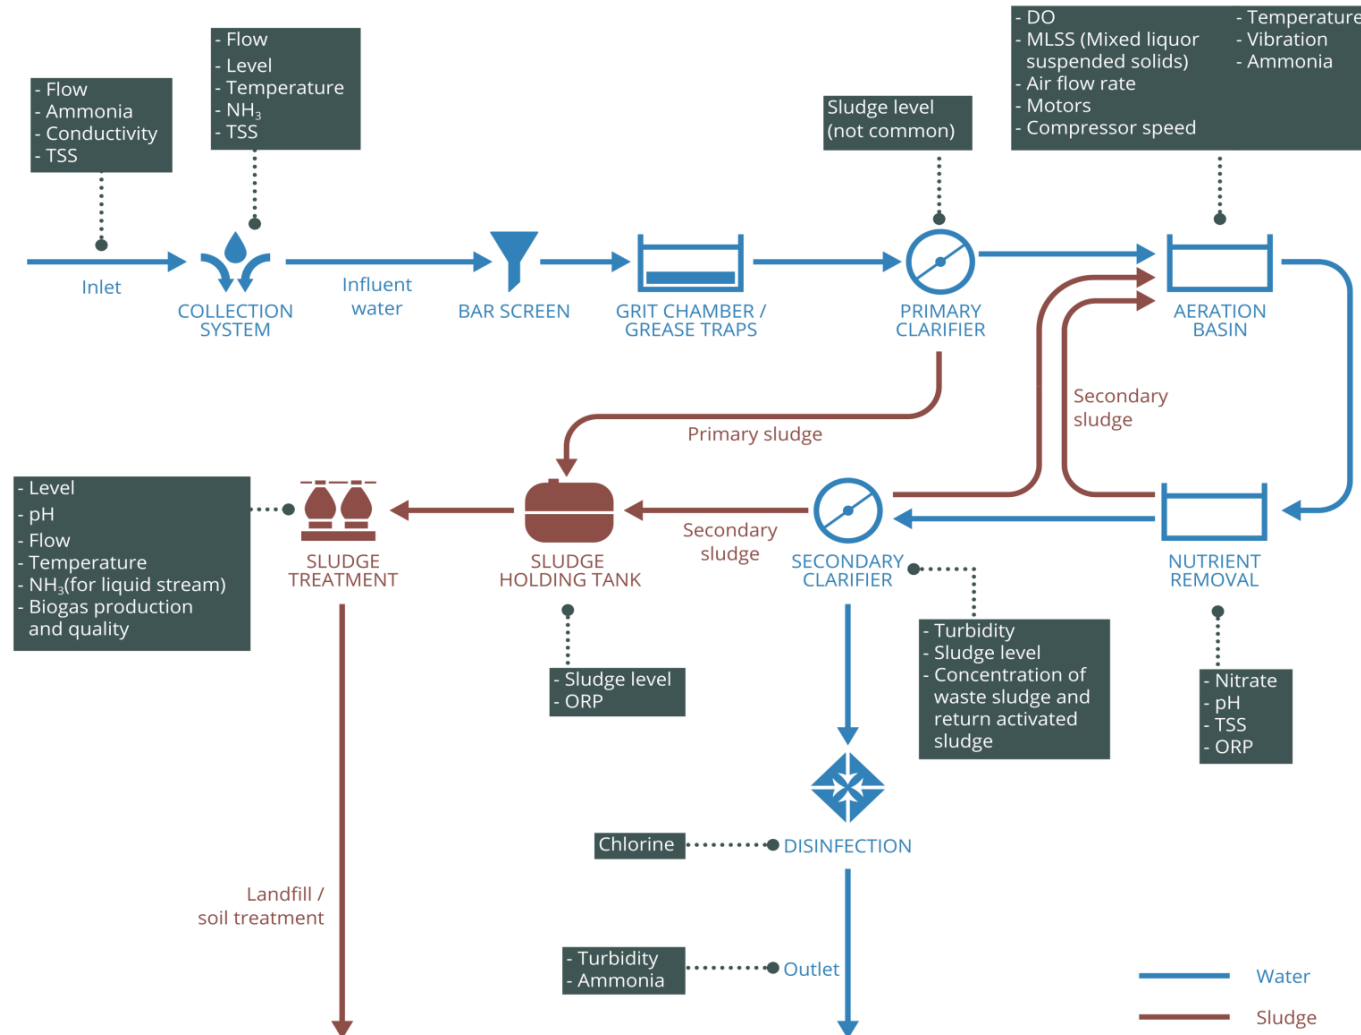 - Flow
- Ammonia
- Conductivity
- TSS
- Flow
- Level
- Temperature
- NH₃
- TSS
Sludge level
(not common)
- DO
- MLSS (Mixed liquor
suspended solids)
- Air flow rate
- Motors
- Compressor speed
- Temperature
- Vibration
- Ammonia
Inlet
COLLECTION
SYSTEM
Influent
water
BAR SCREEN
GRIT CHAMBER /
GREASE TRAPS
PRIMARY
CLARIFIER
AERATION
BASIN
Primary sludge
Secondary
sludge
- Level
- pH
- Flow
- Temperature
- NH₃(for liquid stream)
- Biogas production
and quality
SLUDGE
TREATMENT
SLUDGE
HOLDING TANK
Secondary
sludge
SECONDARY
CLARIFIER
NUTRIENT
REMOVAL
- Sludge level
- ORP
- Turbidity
- Sludge level
- Concentration of
waste sludge and
return activated
sludge
- Nitrate
- pH
- TSS
- ORP
Chlorine
DISINFECTION
Landfill /
soil treatment
- Turbidity
- Ammonia
Outlet
Water
Sludge